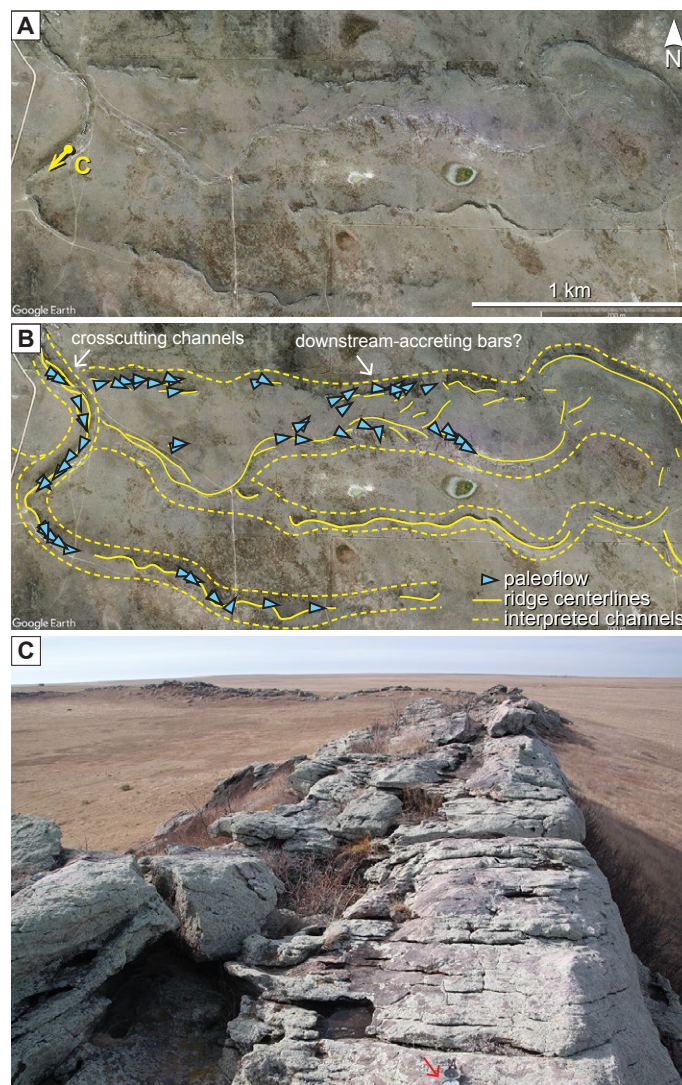 A
N
C
1 km
Google Earth
B
crosscutting channels
downstream-accreting bars?
paleoflow
ridge centerlines
interpreted channels
Google Earth
C